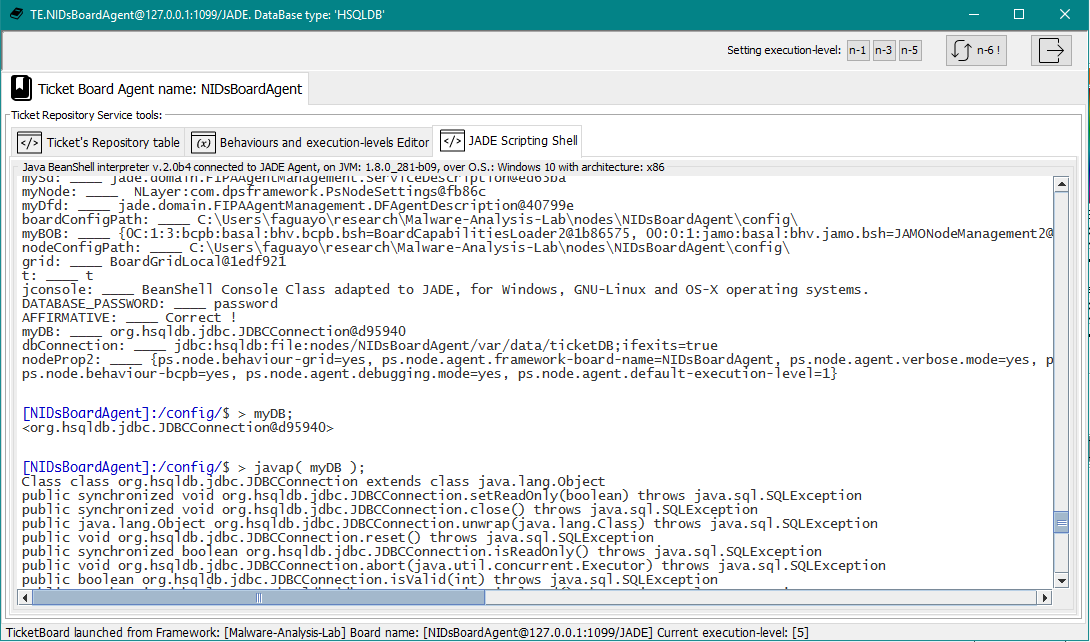 TE.NIDsBoardAgent@127.0.0.1:1099/JADE. DataBase type: 'HSQLDB'
Setting execution-level: n-1 n-3 n-5 n-6 !
Ticket Board Agent name: NIDsBoardAgent
Ticket Repository Service tools:
</> Ticket's Repository table (x) Behaviours and execution-levels Editor </> JADE Scripting Shell
Java BeanShell interpreter v.2.0b4 connected to JADE Agent, on JVM: 1.8.0_281-b09, over O.S.: Windows 10 with architecture: x86
mySd: ____ jade.domain.FIPAAgentManagement.ServiceDescription@ed65ba
myNode: ____  NLayer:com.dpsframework.PsNodeSettings@fb86c
myDfd: ____ jade.domain.FIPAAgentManagement.DFAgentDescription@40799e
boardConfigPath: ____ C:\Users\faguayo\research\Malware-Analysis-Lab\nodes\NIDsBoardAgent\config\
myBOB: ____ {0C:1:3:bcpb:basal:bhv.bcpb.bsh=BoardCapabilitiesLoader2@1b86575, 00:0:1:jamo:basal:bhv.jamo.bsh=JAMONodeManagement2@
nodeConfigPath: ____ C:\Users\faguayo\research\Malware-Analysis-Lab\nodes\NIDsBoardAgent\config\
grid: ____ BoardGridLocal@1edf921
t: ____ t
jconsole: ____ BeanShell Console Class adapted to JADE, for Windows, GNU-Linux and OS-X operating systems.
DATABASE_PASSWORD: ____ password
AFFIRMATIVE: ____ Correct !
myDB: ____ org.hsqldb.jdbc.JDBCConnection@d95940
dbConnection: ____ jdbc:hsqldb:file:nodes/NIDsBoardAgent/var/data/ticketDB;ifexits=true
nodeProp2: ____ {ps.node.behaviour-grid=yes, ps.node.agent.framework-board-name=NIDsBoardAgent, ps.node.agent.verbose.mode=yes, p
ps.node.behaviour-bcpb=yes, ps.node.agent.debugging.mode=yes, ps.node.agent.default-execution-level=1}
[NIDsBoardAgent]:/config/$ > myDB;
<org.hsqldb.jdbc.JDBCConnection@d95940>
[NIDsBoardAgent]:/config/$ > javap( myDB );
Class class org.hsqldb.jdbc.JDBCConnection extends class java.lang.Object
public synchronized void org.hsqldb.jdbc.JDBCConnection.setReadOnly(boolean) throws java.sql.SQLException
public synchronized void org.hsqldb.jdbc.JDBCConnection.close() throws java.sql.SQLException
public java.lang.Object org.hsqldb.jdbc.JDBCConnection.unwrap(java.lang.Class) throws java.sql.SQLException
public void org.hsqldb.jdbc.JDBCConnection.reset() throws java.sql.SQLException
public synchronized boolean org.hsqldb.jdbc.JDBCConnection.isReadOnly() throws java.sql.SQLException
public void org.hsqldb.jdbc.JDBCConnection.abort(java.util.concurrent.Executor) throws java.sql.SQLException
public boolean org.hsqldb.jdbc.JDBCConnection.isValid(int) throws java.sql.SQLException
TicketBoard launched from Framework: [Malware-Analysis-Lab] Board name: [NIDsBoardAgent@127.0.0.1:1099/JADE] Current execution-level: [5]